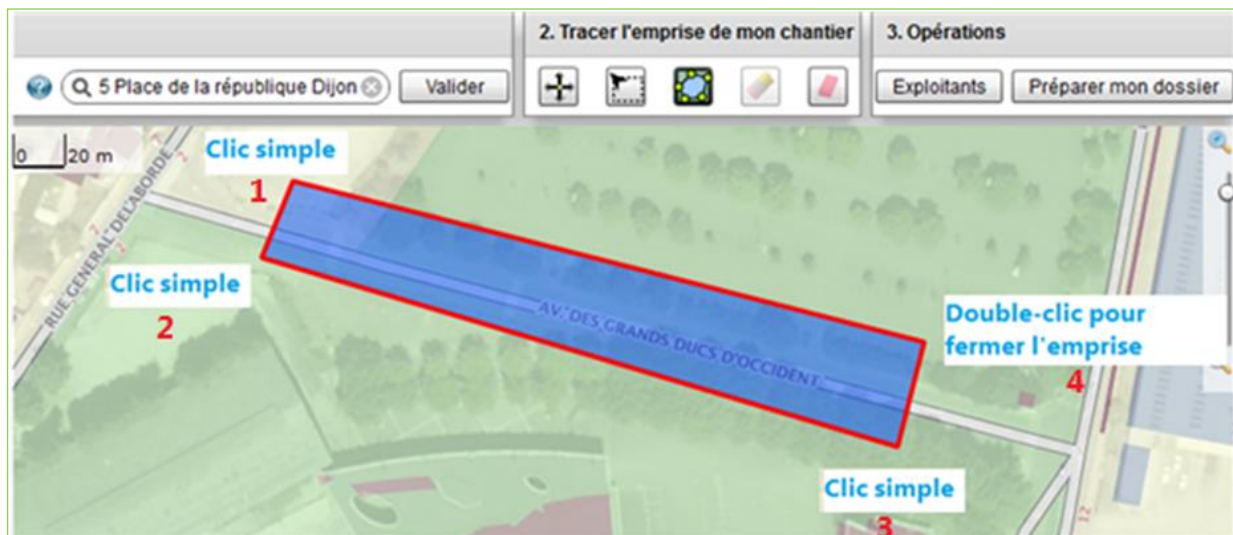 2. Tracer l'emprise de mon chantier
3. Opérations
5 Place de la république Dijon
Valider
Exploitants
Préparer mon dossier
0 20 m
Clic simple
1
RUE GENERAL DELABORDE
Clic simple
2
AV. DES GRANDS DUCS D'OCCIDENT
Double-clic pour
fermer l'emprise
4
Clic simple
3
12